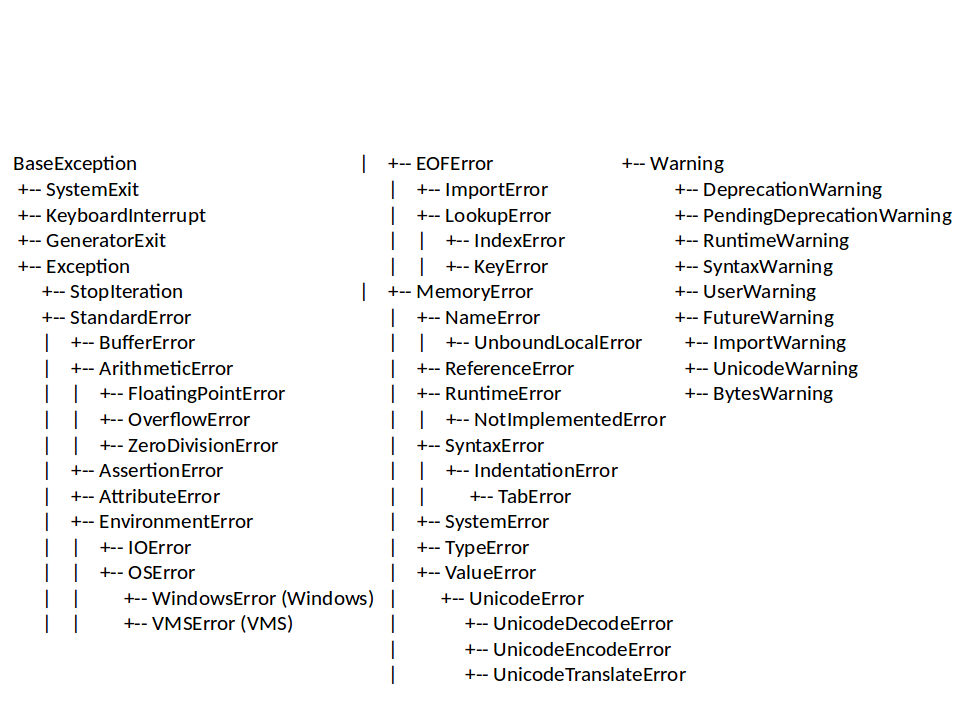 BaseException
+-- SystemExit
+-- KeyboardInterrupt
+-- GeneratorExit
+-- Exception
+-- StopIteration
+-- StandardError
| +-- BufferError
| +-- ArithmeticError
| | +-- FloatingPointError
| | +-- OverflowError
| | +-- ZeroDivisionError
| +-- AssertionError
| +-- AttributeError
| +-- EnvironmentError
| | +-- IOError
| | +-- OSError
| | +-- WindowsError (Windows)
| | +-- VMSError (VMS)
| +-- EOFError
| +-- ImportError
| +-- LookupError
| | +-- IndexError
| | +-- KeyError
| +-- MemoryError
| +-- NameError
| | +-- UnboundLocalError
| +-- ReferenceError
| +-- RuntimeError
| | +-- NotImplementedError
| +-- SyntaxError
| | +-- IndentationError
| | +-- TabError
| +-- SystemError
| +-- TypeError
| +-- ValueError
| +-- UnicodeError
| +-- UnicodeDecodeError
| +-- UnicodeEncodeError
| +-- UnicodeTranslateError
+-- Warning
+-- DeprecationWarning
+-- PendingDeprecationWarning
+-- RuntimeWarning
+-- SyntaxWarning
+-- UserWarning
+-- FutureWarning
+-- ImportWarning
+-- UnicodeWarning
+-- BytesWarning